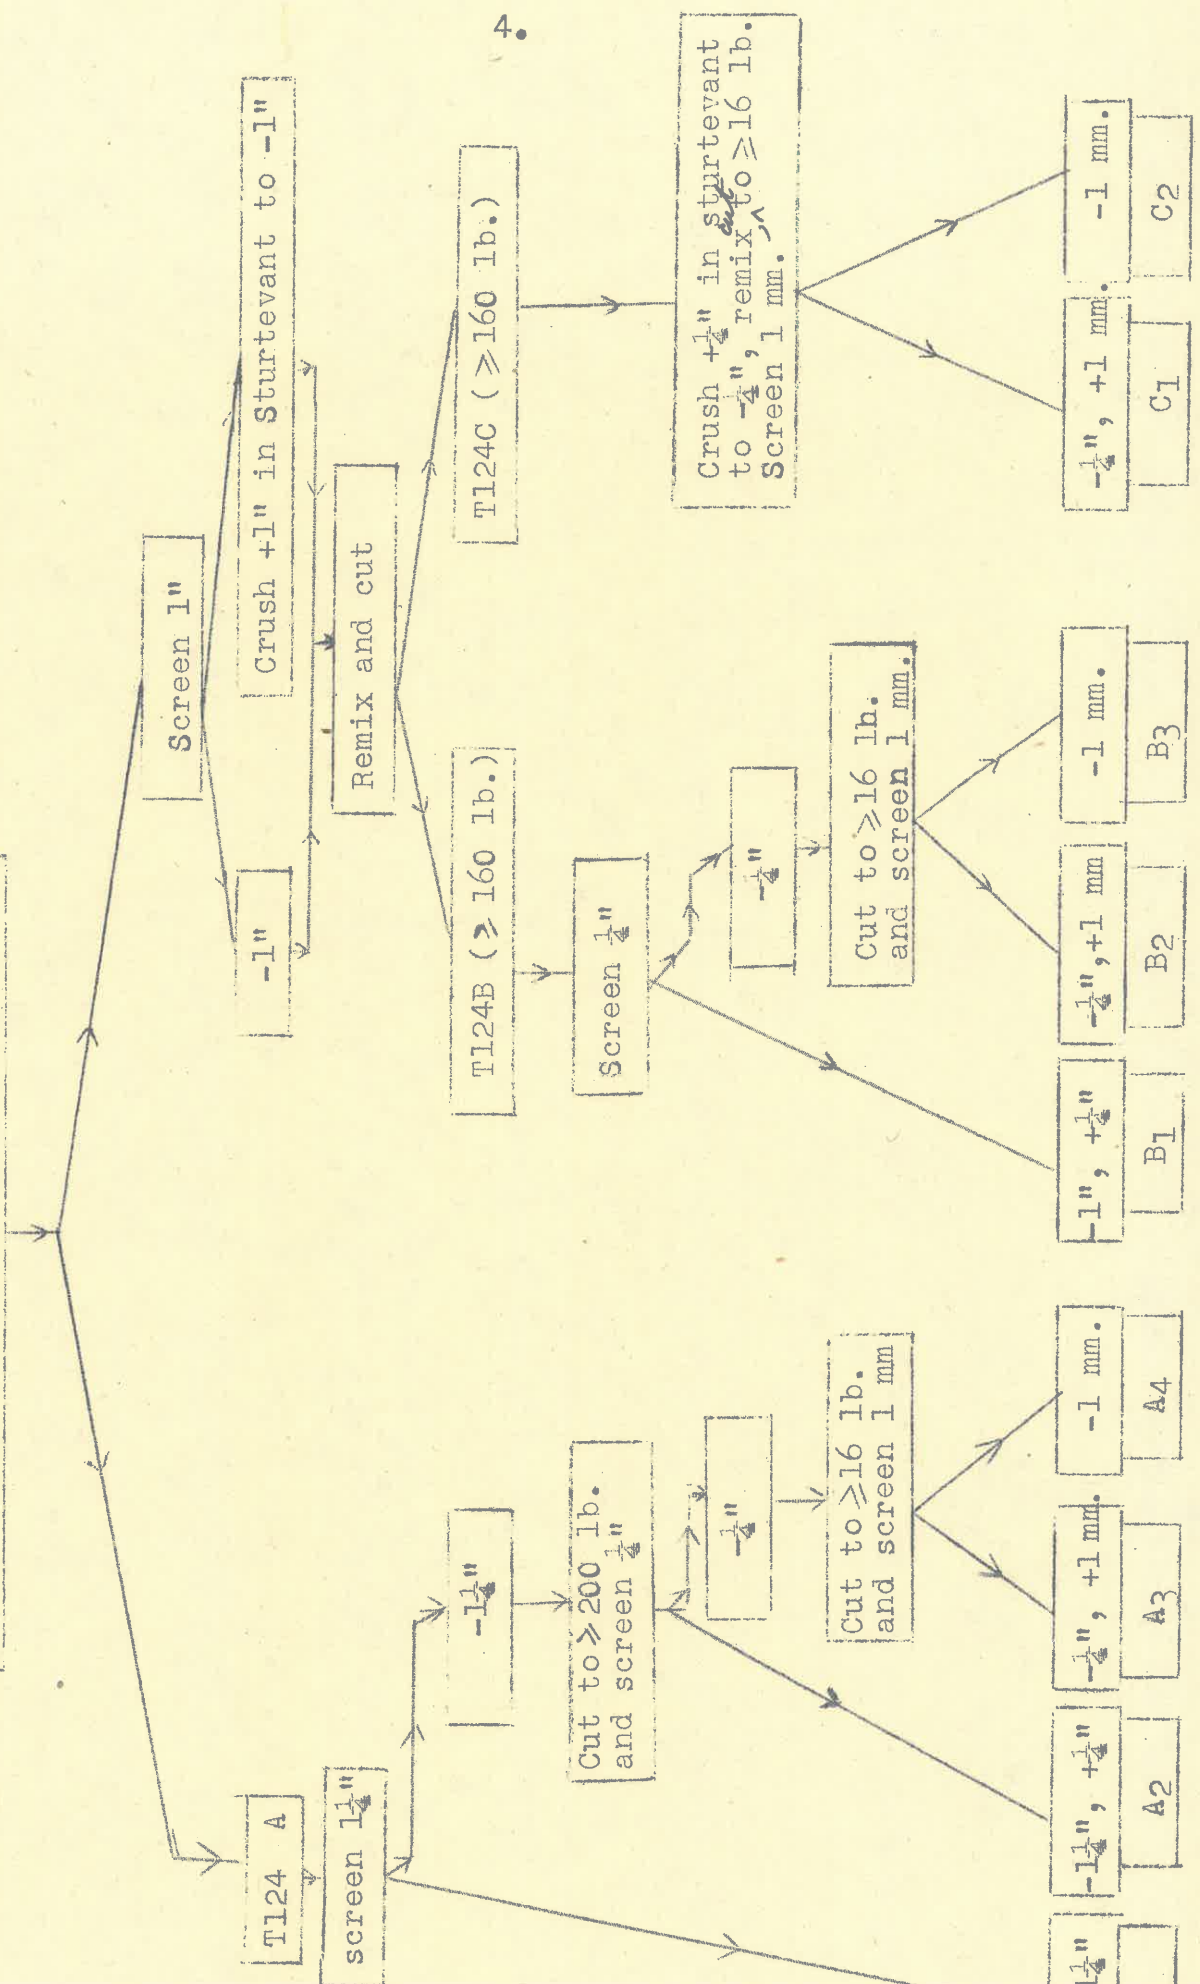 4.
Screen 1"
-1"
Crush +1" in Sturtevant to -1"
Remix and cut
T124 A
screen 1¼"
-1¼"
Cut to ≥200 lb.
and screen ¼"
-¼"
Cut to ≥16 lb.
and screen 1 mm
T124B (≥ 160 lb.)
Screen ¼"
-¼"
Cut to ≥16 lb.
and screen 1 mm.
T124C (≥160 lb.)
Crush +¼" in sturtevant
to -¼", remix, cut to ≥16 lb.
Screen 1 mm.
¼"
-1¼", +¼"
A2
-¼", +1 mm.
A3
-1 mm.
A4
-1", +¼"
B1
-¼",+1 mm
B2
-1 mm.
B3
-¼", +1 mm.
C1
-1 mm.
C2